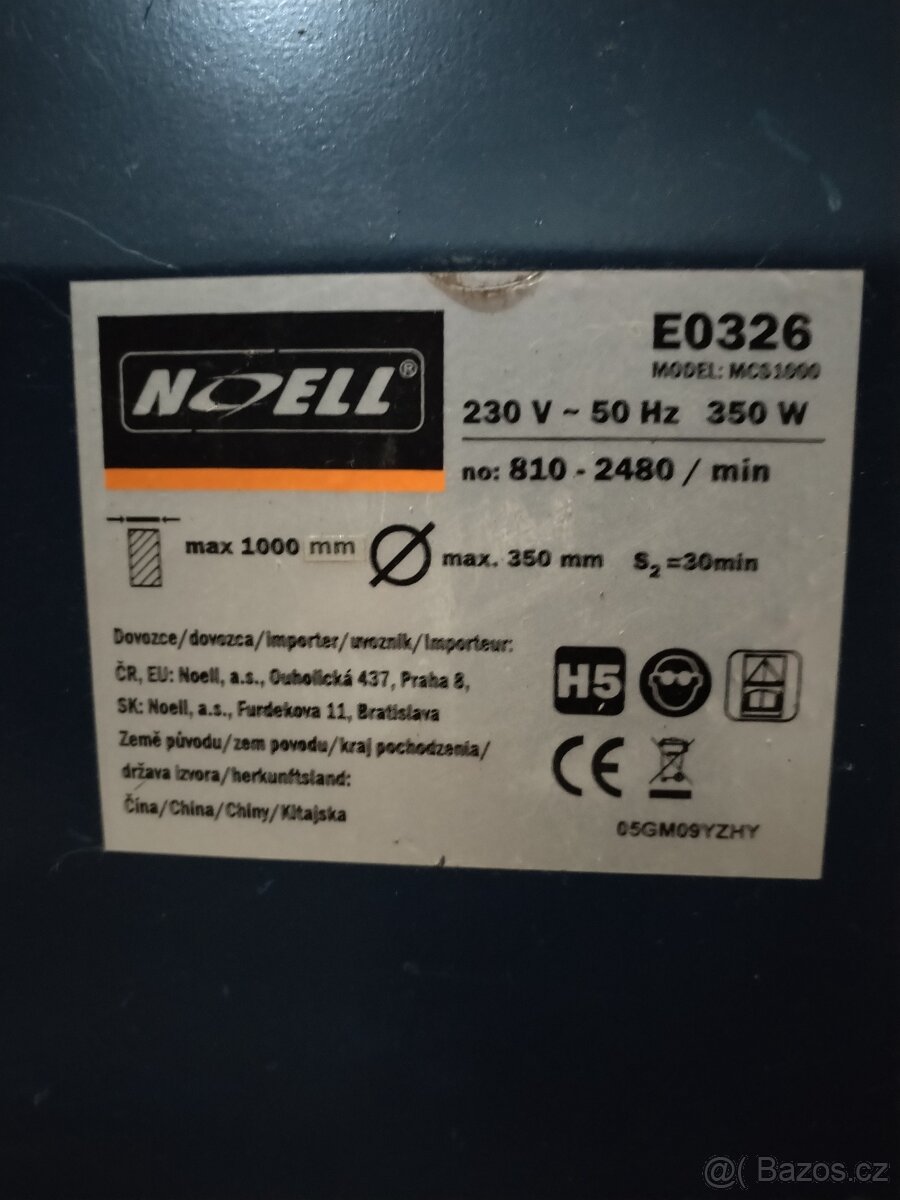 NOELL®
E0326
MODEL: MCS1000
230 V ~ 50 Hz 350 W
no: 810 - 2480 / min
max 1000 mm
max. 350 mm S2 =30min
Dovozce/dovozca/importer/uvoznik/Importeur:
ČR, EU: Noell, a.s., Ouholická 437, Praha 8,
SK: Noell, a.s., Furdekova 11, Bratislava
Země původu/zem povodu/kraj pochodzenia/
država izvora/herkunftsland:
Čína/China/Chiny/Kitajska
H5
CE
05GM09YZHY
@( Bazos.cz